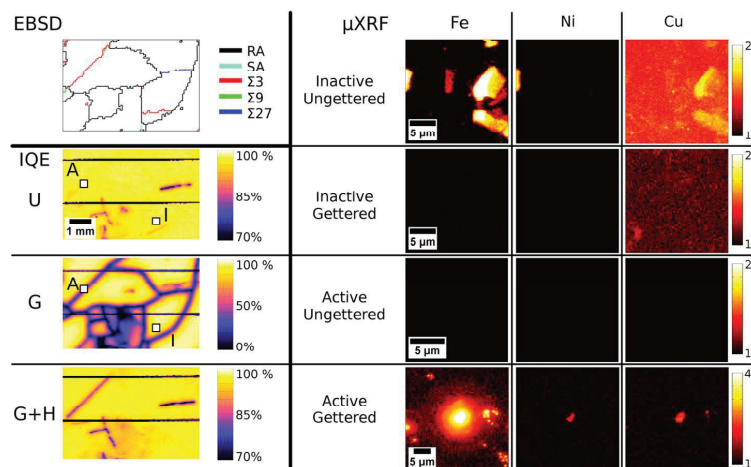 EBSD
RA
SA
Σ3
Σ9
Σ27
µXRF
Fe
Ni
Cu
Inactive
Ungettered
5 µm
2
1
IQE
U
A
I
1 mm
100 %
85%
70%
Inactive
Gettered
5 µm
2
1
G
A
I
100 %
50%
0%
Active
Ungettered
5 µm
2
1
G+H
100 %
85%
70%
Active
Gettered
5 µm
4
1